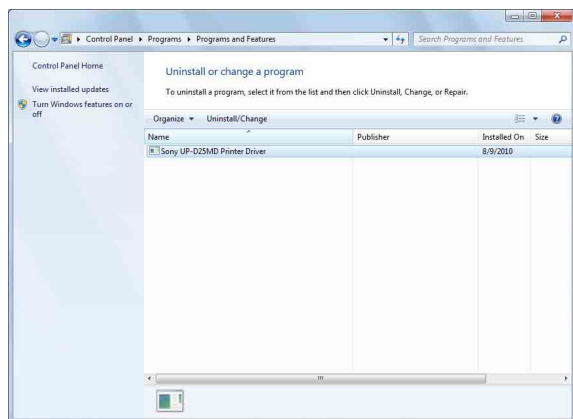 Control Panel ▸ Programs ▸ Programs and Features
Search Programs and Features
Control Panel Home
View installed updates
Turn Windows features on or
off
Uninstall or change a program
To uninstall a program, select it from the list and then click Uninstall, Change, or Repair.
Organize Uninstall/Change
Name Publisher Installed On Size
Sony UP-D25MD Printer Driver 8/9/2010